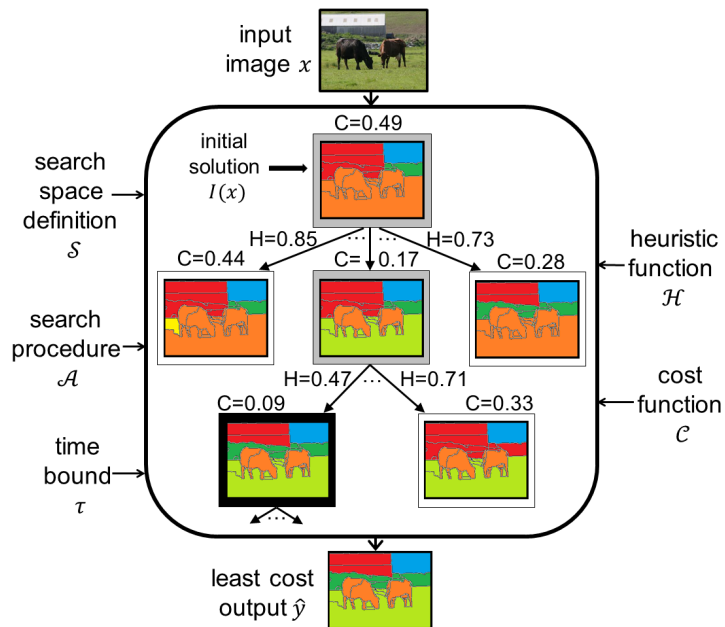 input
image x
C=0.49
initial
solution
I(x)
search
space
definition
𝒮
H=0.85
...
...
H=0.73
C=0.44
C= 0.17
C=0.28
heuristic
function
ℋ
search
procedure
𝒜
H=0.47
...
H=0.71
C=0.09
C=0.33
cost
function
𝒞
time
bound
τ
...
least cost
output ŷ